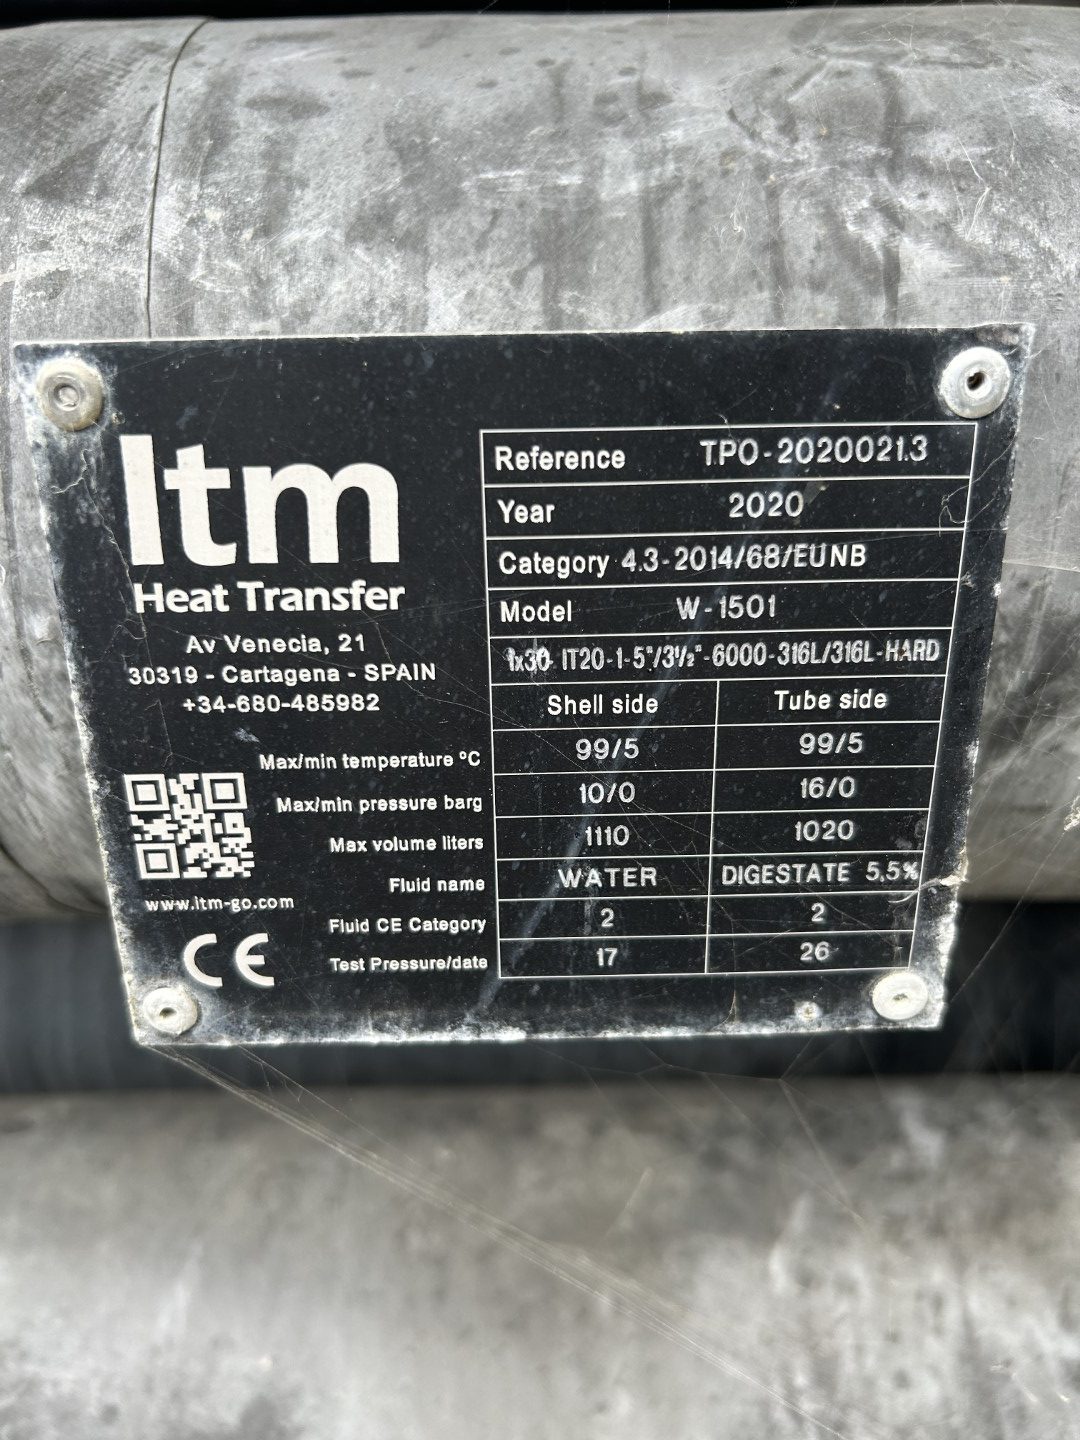 Itm
Heat Transfer
Av Venecia, 21
30319 - Cartagena - SPAIN
+34-680-485982
Reference TPO-20200213
Year 2020
Category 4.3-2014/68/EU NB
Model W-1501
1x30 IT20-1-5"/3½"-6000-316L/316L-HARD
Shell side Tube side
Max/min temperature ºC 99/5 99/5
Max/min pressure barg 10/0 16/0
Max volume liters 1110 1020
Fluid name WATER DIGESTATE 5,5%
Fluid CE Category 2 2
Test Pressure/date 17 26
www.itm-go.com
CE